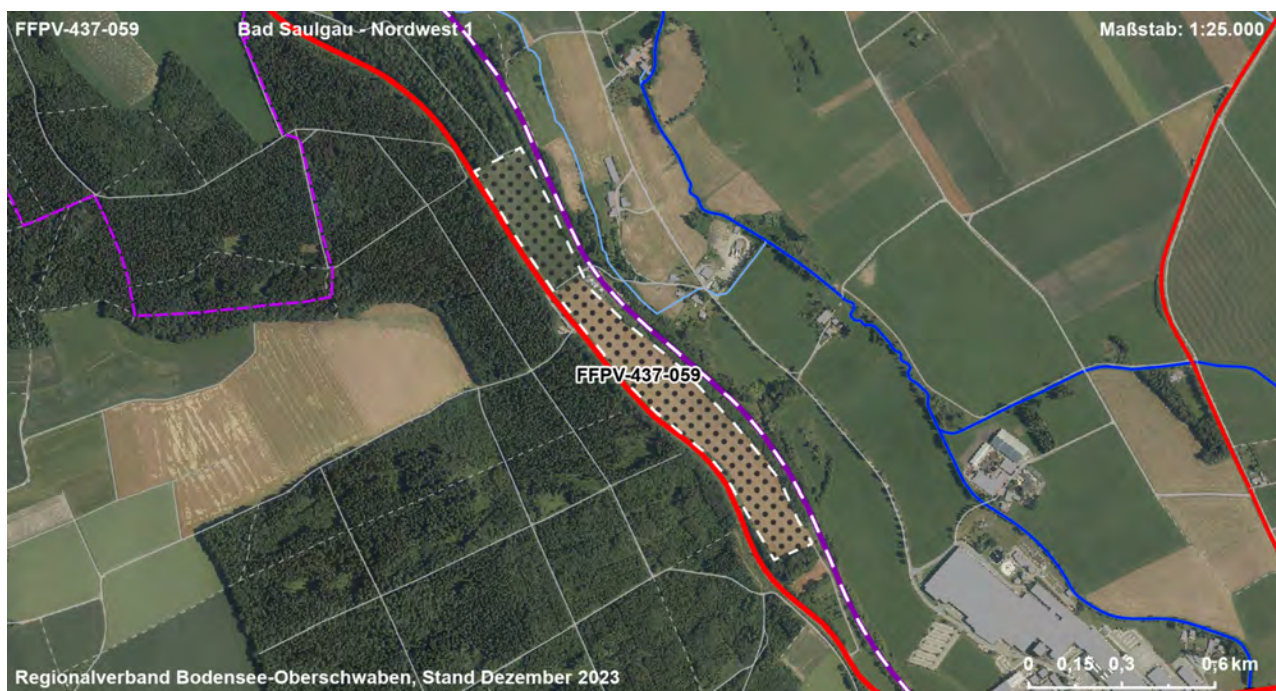 FFPV-437-059 Bad Saulgau - Nordwest 1 Maßstab: 1:25.000
FFPV-437-059
Regionalverband Bodensee-Oberschwaben, Stand Dezember 2023
0 0,15 0,3 0,6 km